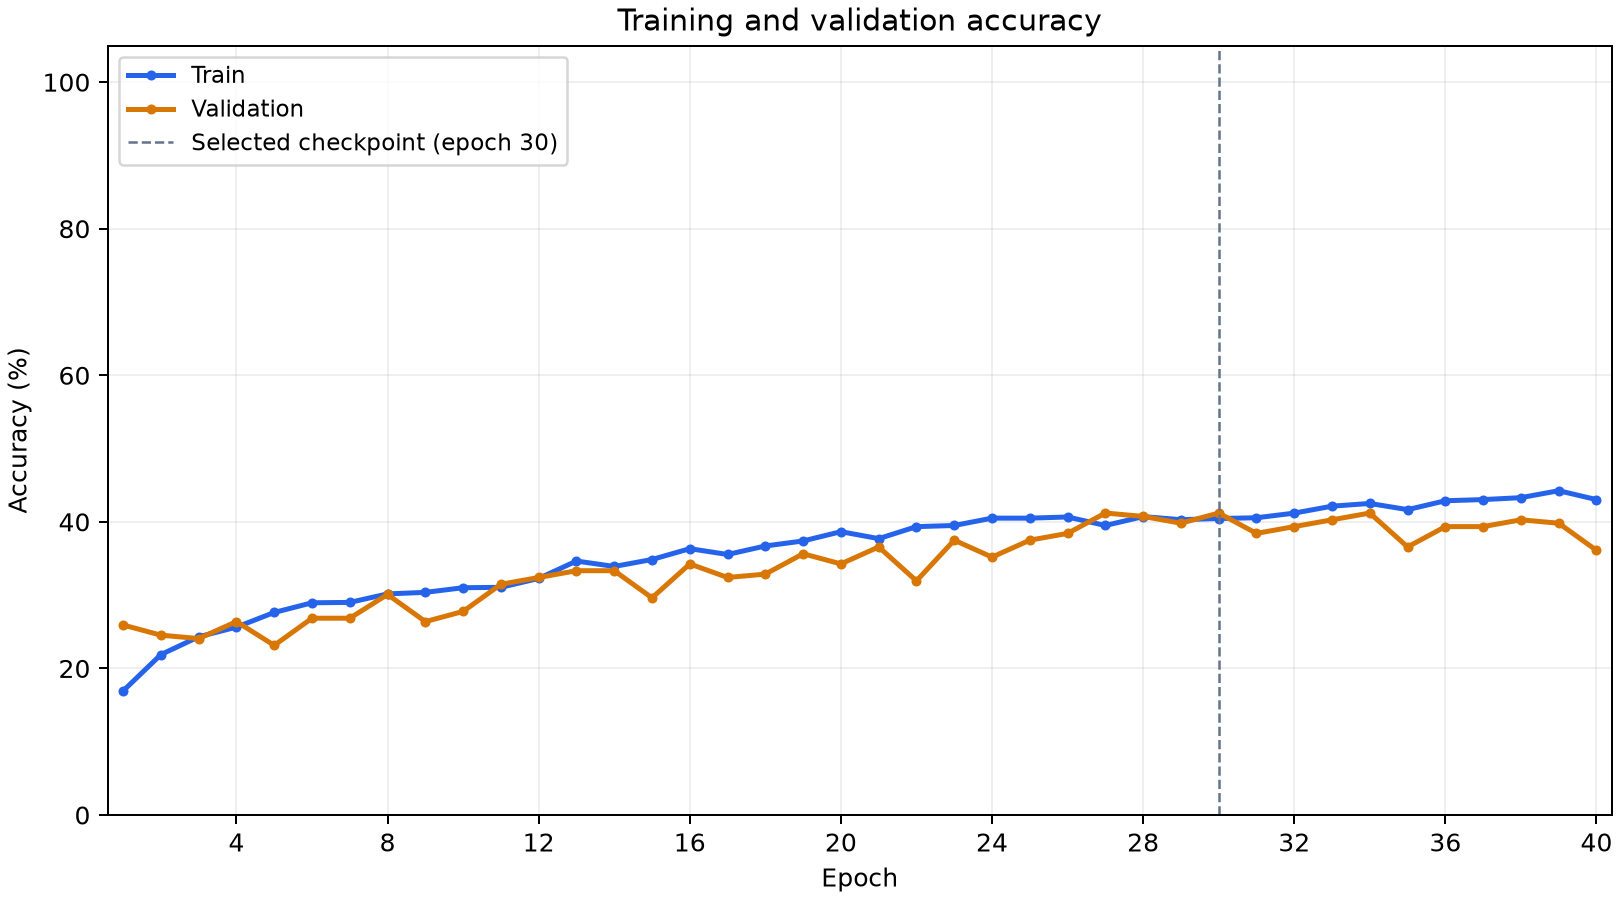 Training and validation accuracy
Train
Validation
Selected checkpoint (epoch 30)
Accuracy (%)
100
80
60
40
20
0
4 8 12 16 20 24 28 32 36 40
Epoch